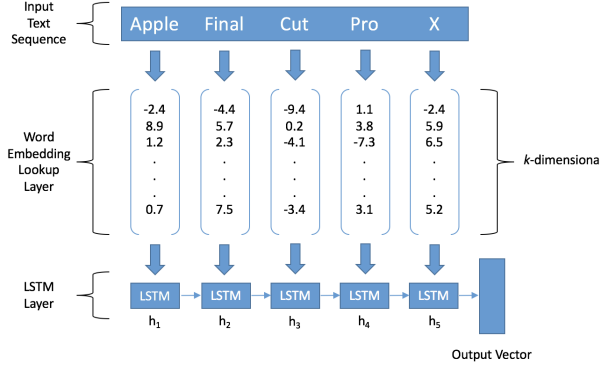 Input
Text
Sequence
Apple Final Cut Pro X
Word
Embedding
Lookup
Layer
-2.4 -4.4 -9.4 1.1 -2.4
8.9 5.7 0.2 3.8 5.9
1.2 2.3 -4.1 -7.3 6.5
. . . . .
. . . . .
. . . . .
0.7 7.5 -3.4 3.1 5.2
k-dimensiona
LSTM
Layer
LSTM LSTM LSTM LSTM LSTM
h1 h2 h3 h4 h5
Output Vector